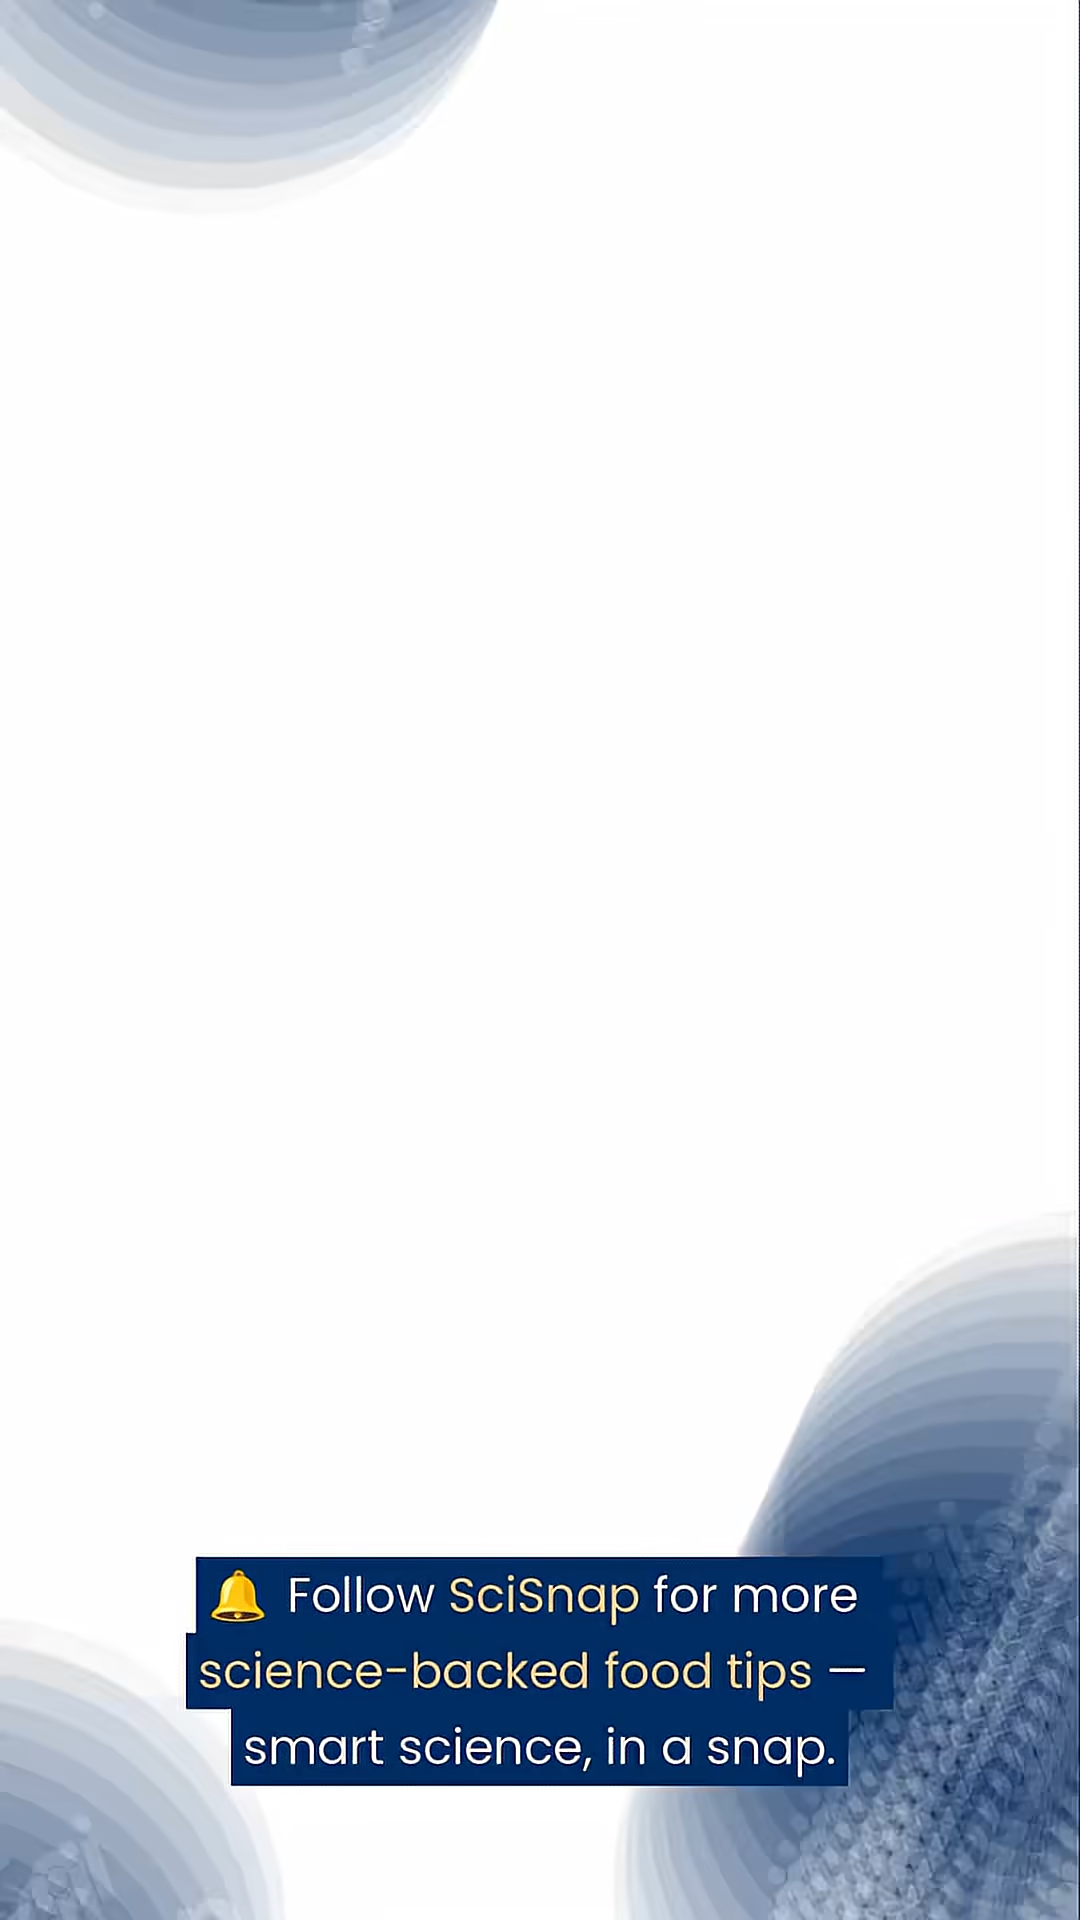 🔔 Follow SciSnap for more
science-backed food tips —
smart science, in a snap.